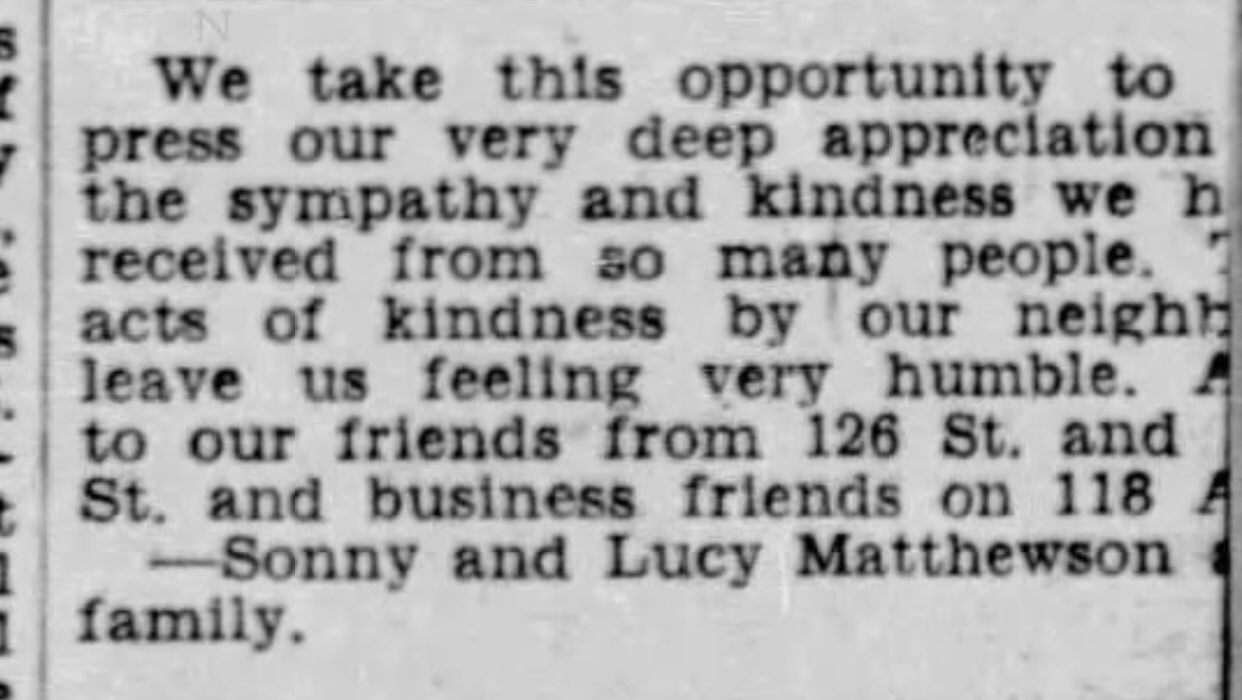 We take this opportunity to
press our very deep appreciation
the sympathy and kindness we h
received from so many people.
acts of kindness by our neighb
leave us feeling very humble. A
to our friends from 126 St. and
St. and business friends on 118 A
—Sonny and Lucy Matthewson
family.